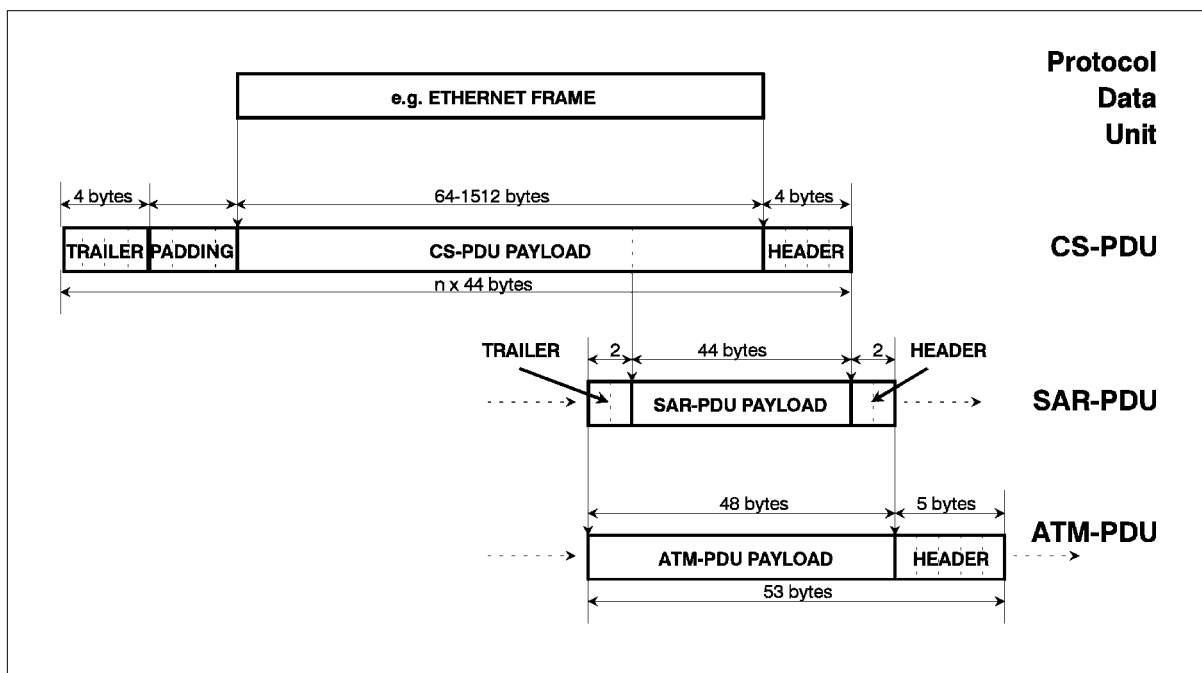 Protocol
Data
Unit
e.g. ETHERNET FRAME
4 bytes
64-1512 bytes
4 bytes
TRAILER
PADDING
CS-PDU PAYLOAD
HEADER
CS-PDU
n x 44 bytes
TRAILER
2
44 bytes
2
HEADER
SAR-PDU PAYLOAD
SAR-PDU
48 bytes
5 bytes
ATM-PDU
ATM-PDU PAYLOAD
HEADER
53 bytes